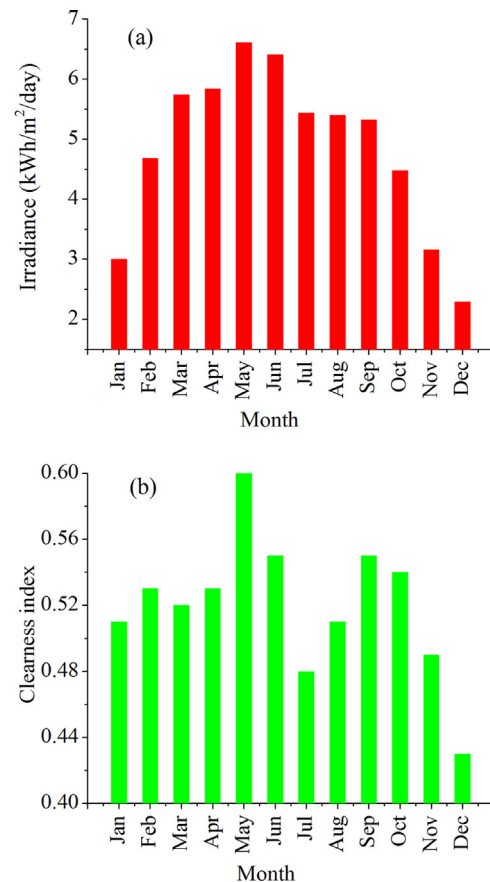 (a)
7
6
5
4
3
2
Irradiance (kWh/m²/day)
Jan Feb Mar Apr May Jun Jul Aug Sep Oct Nov Dec
Month
(b)
0.60
0.56
0.52
0.48
0.44
0.40
Clearness index
Jan Feb Mar Apr May Jun Jul Aug Sep Oct Nov Dec
Month